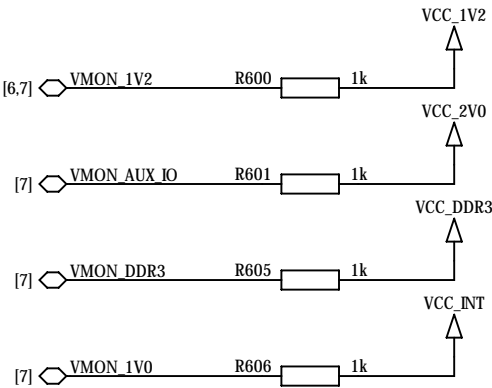 VCC_1V2
[6,7] VMON_1V2 R600 1k
VCC_2V0
[7] VMON_AUX_IO R601 1k
VCC_DDR3
[7] VMON_DDR3 R605 1k
VCC_INT
[7] VMON_1V0 R606 1k